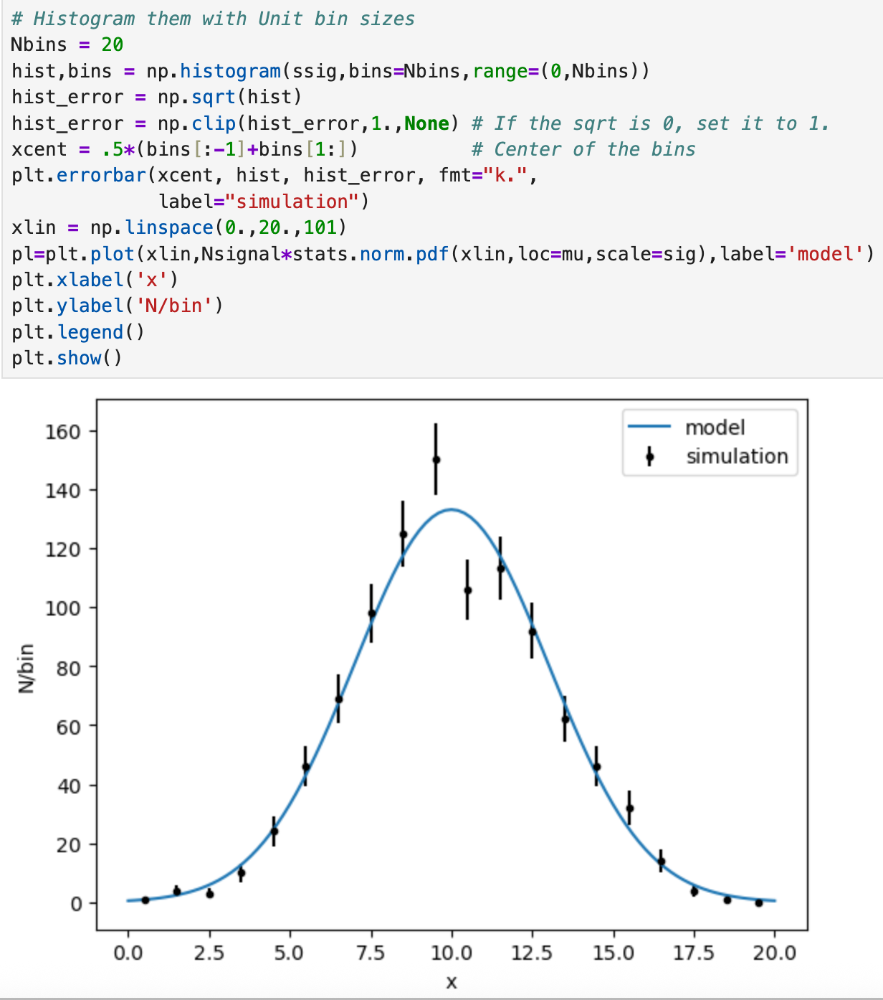 # Histogram them with Unit bin sizes
Nbins = 20
hist,bins = np.histogram(ssig,bins=Nbins,range=(0,Nbins))
hist_error = np.sqrt(hist)
hist_error = np.clip(hist_error,1.,None) # If the sqrt is 0, set it to 1.
xcent = .5*(bins[:-1]+bins[1:])          # Center of the bins
plt.errorbar(xcent, hist, hist_error, fmt="k.",
             label="simulation")
xlin = np.linspace(0.,20.,101)
pl=plt.plot(xlin,Nsignal*stats.norm.pdf(xlin,loc=mu,scale=sig),label='model')
plt.xlabel('x')
plt.ylabel('N/bin')
plt.legend()
plt.show()
model
simulation
160
140
120
100
80
60
40
20
0
N/bin
0.0 2.5 5.0 7.5 10.0 12.5 15.0 17.5 20.0
x